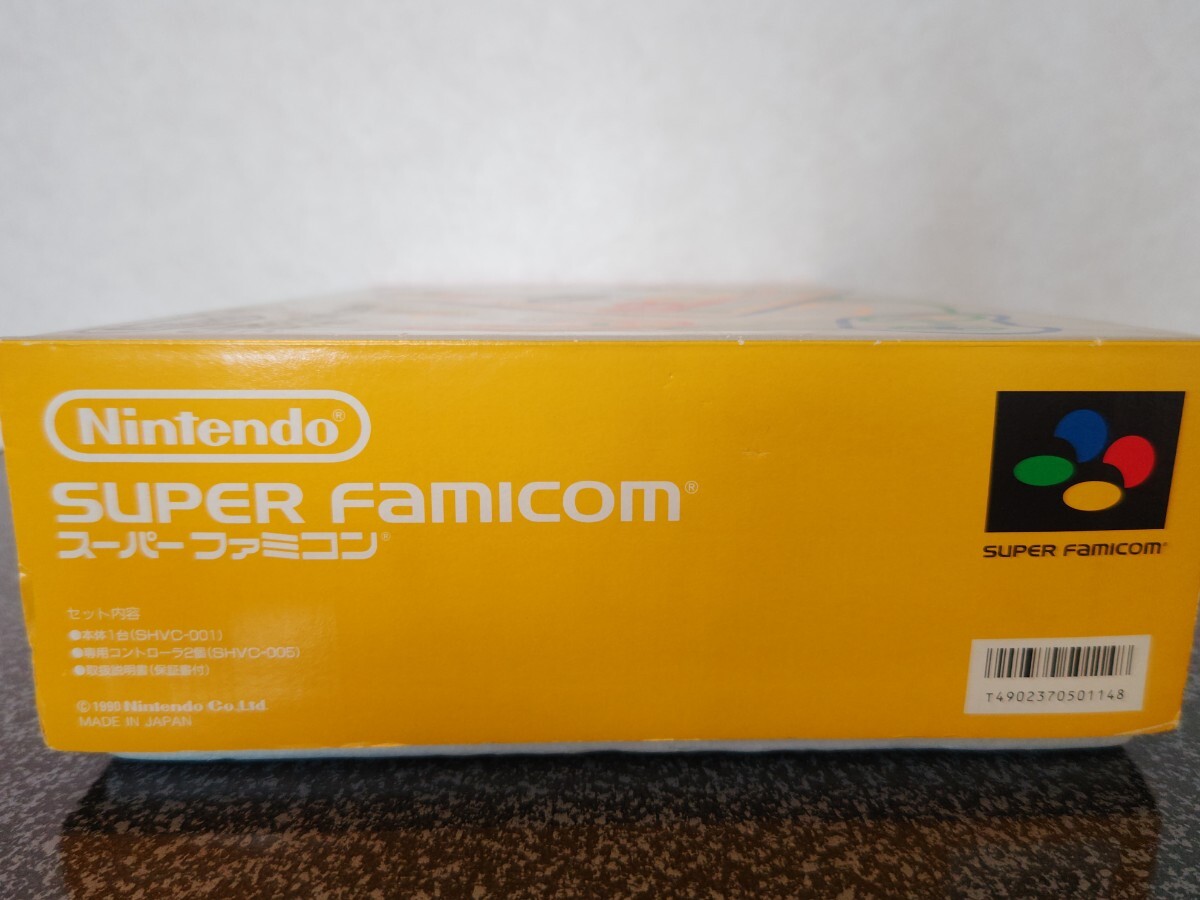 Nintendo®
SUPER FAMICOM®
スーパーファミコン®
セット内容
●本体1台(SHVC-001)
●専用コントローラ2個(SHVC-005)
●取扱説明書(保証書付)
©1990 Nintendo Co.,Ltd.
MADE IN JAPAN
SUPER FAMICOM®
T4902370501148